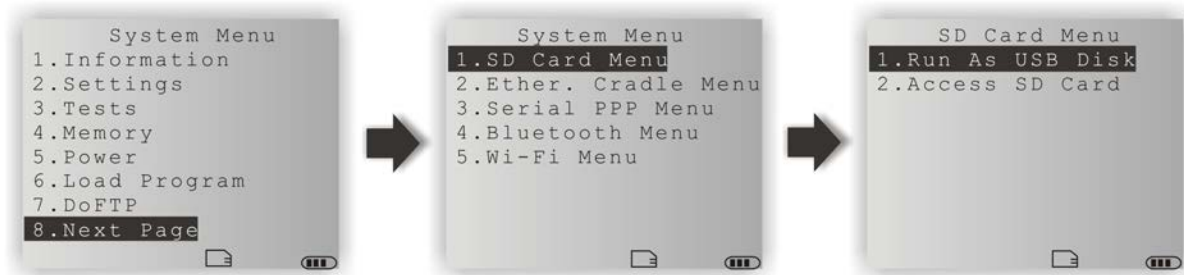 System Menu
1.Information
2.Settings
3.Tests
4.Memory
5.Power
6.Load Program
7.DoFTP
8.Next Page
System Menu
1.SD Card Menu
2.Ether. Cradle Menu
3.Serial PPP Menu
4.Bluetooth Menu
5.Wi-Fi Menu
SD Card Menu
1.Run As USB Disk
2.Access SD Card